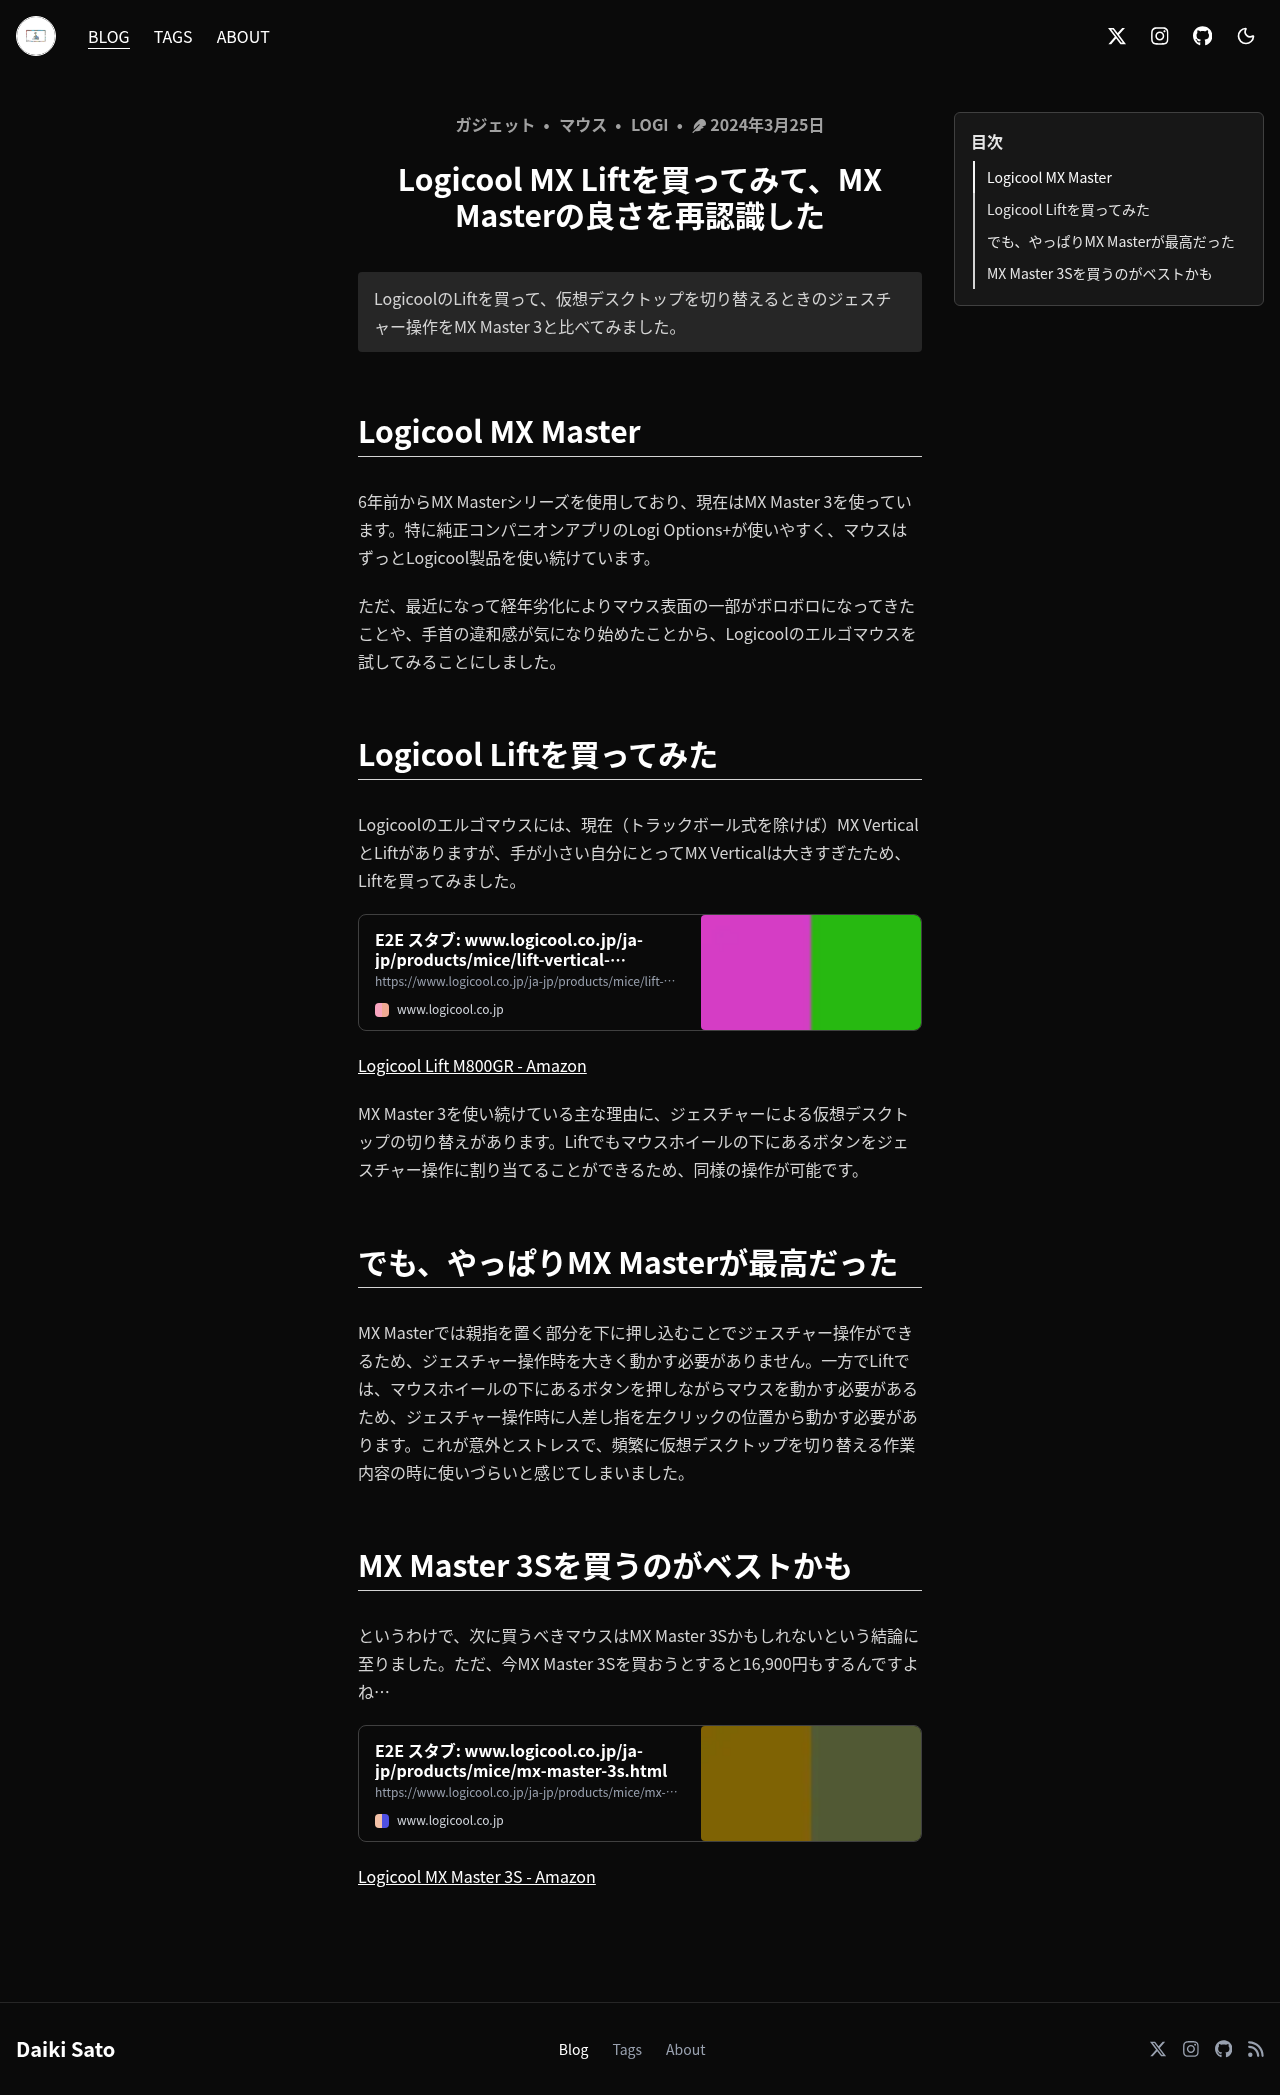 BLOG TAGS ABOUT
ガジェット • マウス • LOGI • 2024年3月25日
Logicool MX Liftを買ってみて、MX
Masterの良さを再認識した
LogicoolのLiftを買って、仮想デスクトップを切り替えるときのジェスチ
ャー操作をMX Master 3と比べてみました。
目次
Logicool MX Master
Logicool Liftを買ってみた
でも、やっぱりMX Masterが最高だった
MX Master 3Sを買うのがベストかも
Logicool MX Master
6年前からMX Masterシリーズを使用しており、現在はMX Master 3を使ってい
ます。特に純正コンパニオンアプリのLogi Options+が使いやすく、マウスは
ずっとLogicool製品を使い続けています。
ただ、最近になって経年劣化によりマウス表面の一部がボロボロになってきた
ことや、手首の違和感が気になり始めたことから、Logicoolのエルゴマウスを
試してみることにしました。
Logicool Liftを買ってみた
Logicoolのエルゴマウスには、現在（トラックボール式を除けば）MX Vertical
とLiftがありますが、手が小さい自分にとってMX Verticalは大きすぎたため、
Liftを買ってみました。
E2E スタブ: www.logicool.co.jp/ja-
jp/products/mice/lift-vertical-…
https://www.logicool.co.jp/ja-jp/products/mice/lift-…
www.logicool.co.jp
Logicool Lift M800GR - Amazon
MX Master 3を使い続けている主な理由に、ジェスチャーによる仮想デスクト
ップの切り替えがあります。Liftでもマウスホイールの下にあるボタンをジェ
スチャー操作に割り当てることができるため、同様の操作が可能です。
でも、やっぱりMX Masterが最高だった
MX Masterでは親指を置く部分を下に押し込むことでジェスチャー操作ができ
るため、ジェスチャー操作時を大きく動かす必要がありません。一方でLiftで
は、マウスホイールの下にあるボタンを押しながらマウスを動かす必要がある
ため、ジェスチャー操作時に人差し指を左クリックの位置から動かす必要があ
ります。これが意外とストレスで、頻繁に仮想デスクトップを切り替える作業
内容の時に使いづらいと感じてしまいました。
MX Master 3Sを買うのがベストかも
というわけで、次に買うべきマウスはMX Master 3Sかもしれないという結論に
至りました。ただ、今MX Master 3Sを買おうとすると16,900円もするんですよ
ね…
E2E スタブ: www.logicool.co.jp/ja-
jp/products/mice/mx-master-3s.html
https://www.logicool.co.jp/ja-jp/products/mice/mx-…
www.logicool.co.jp
Logicool MX Master 3S - Amazon
Daiki Sato
Blog Tags About